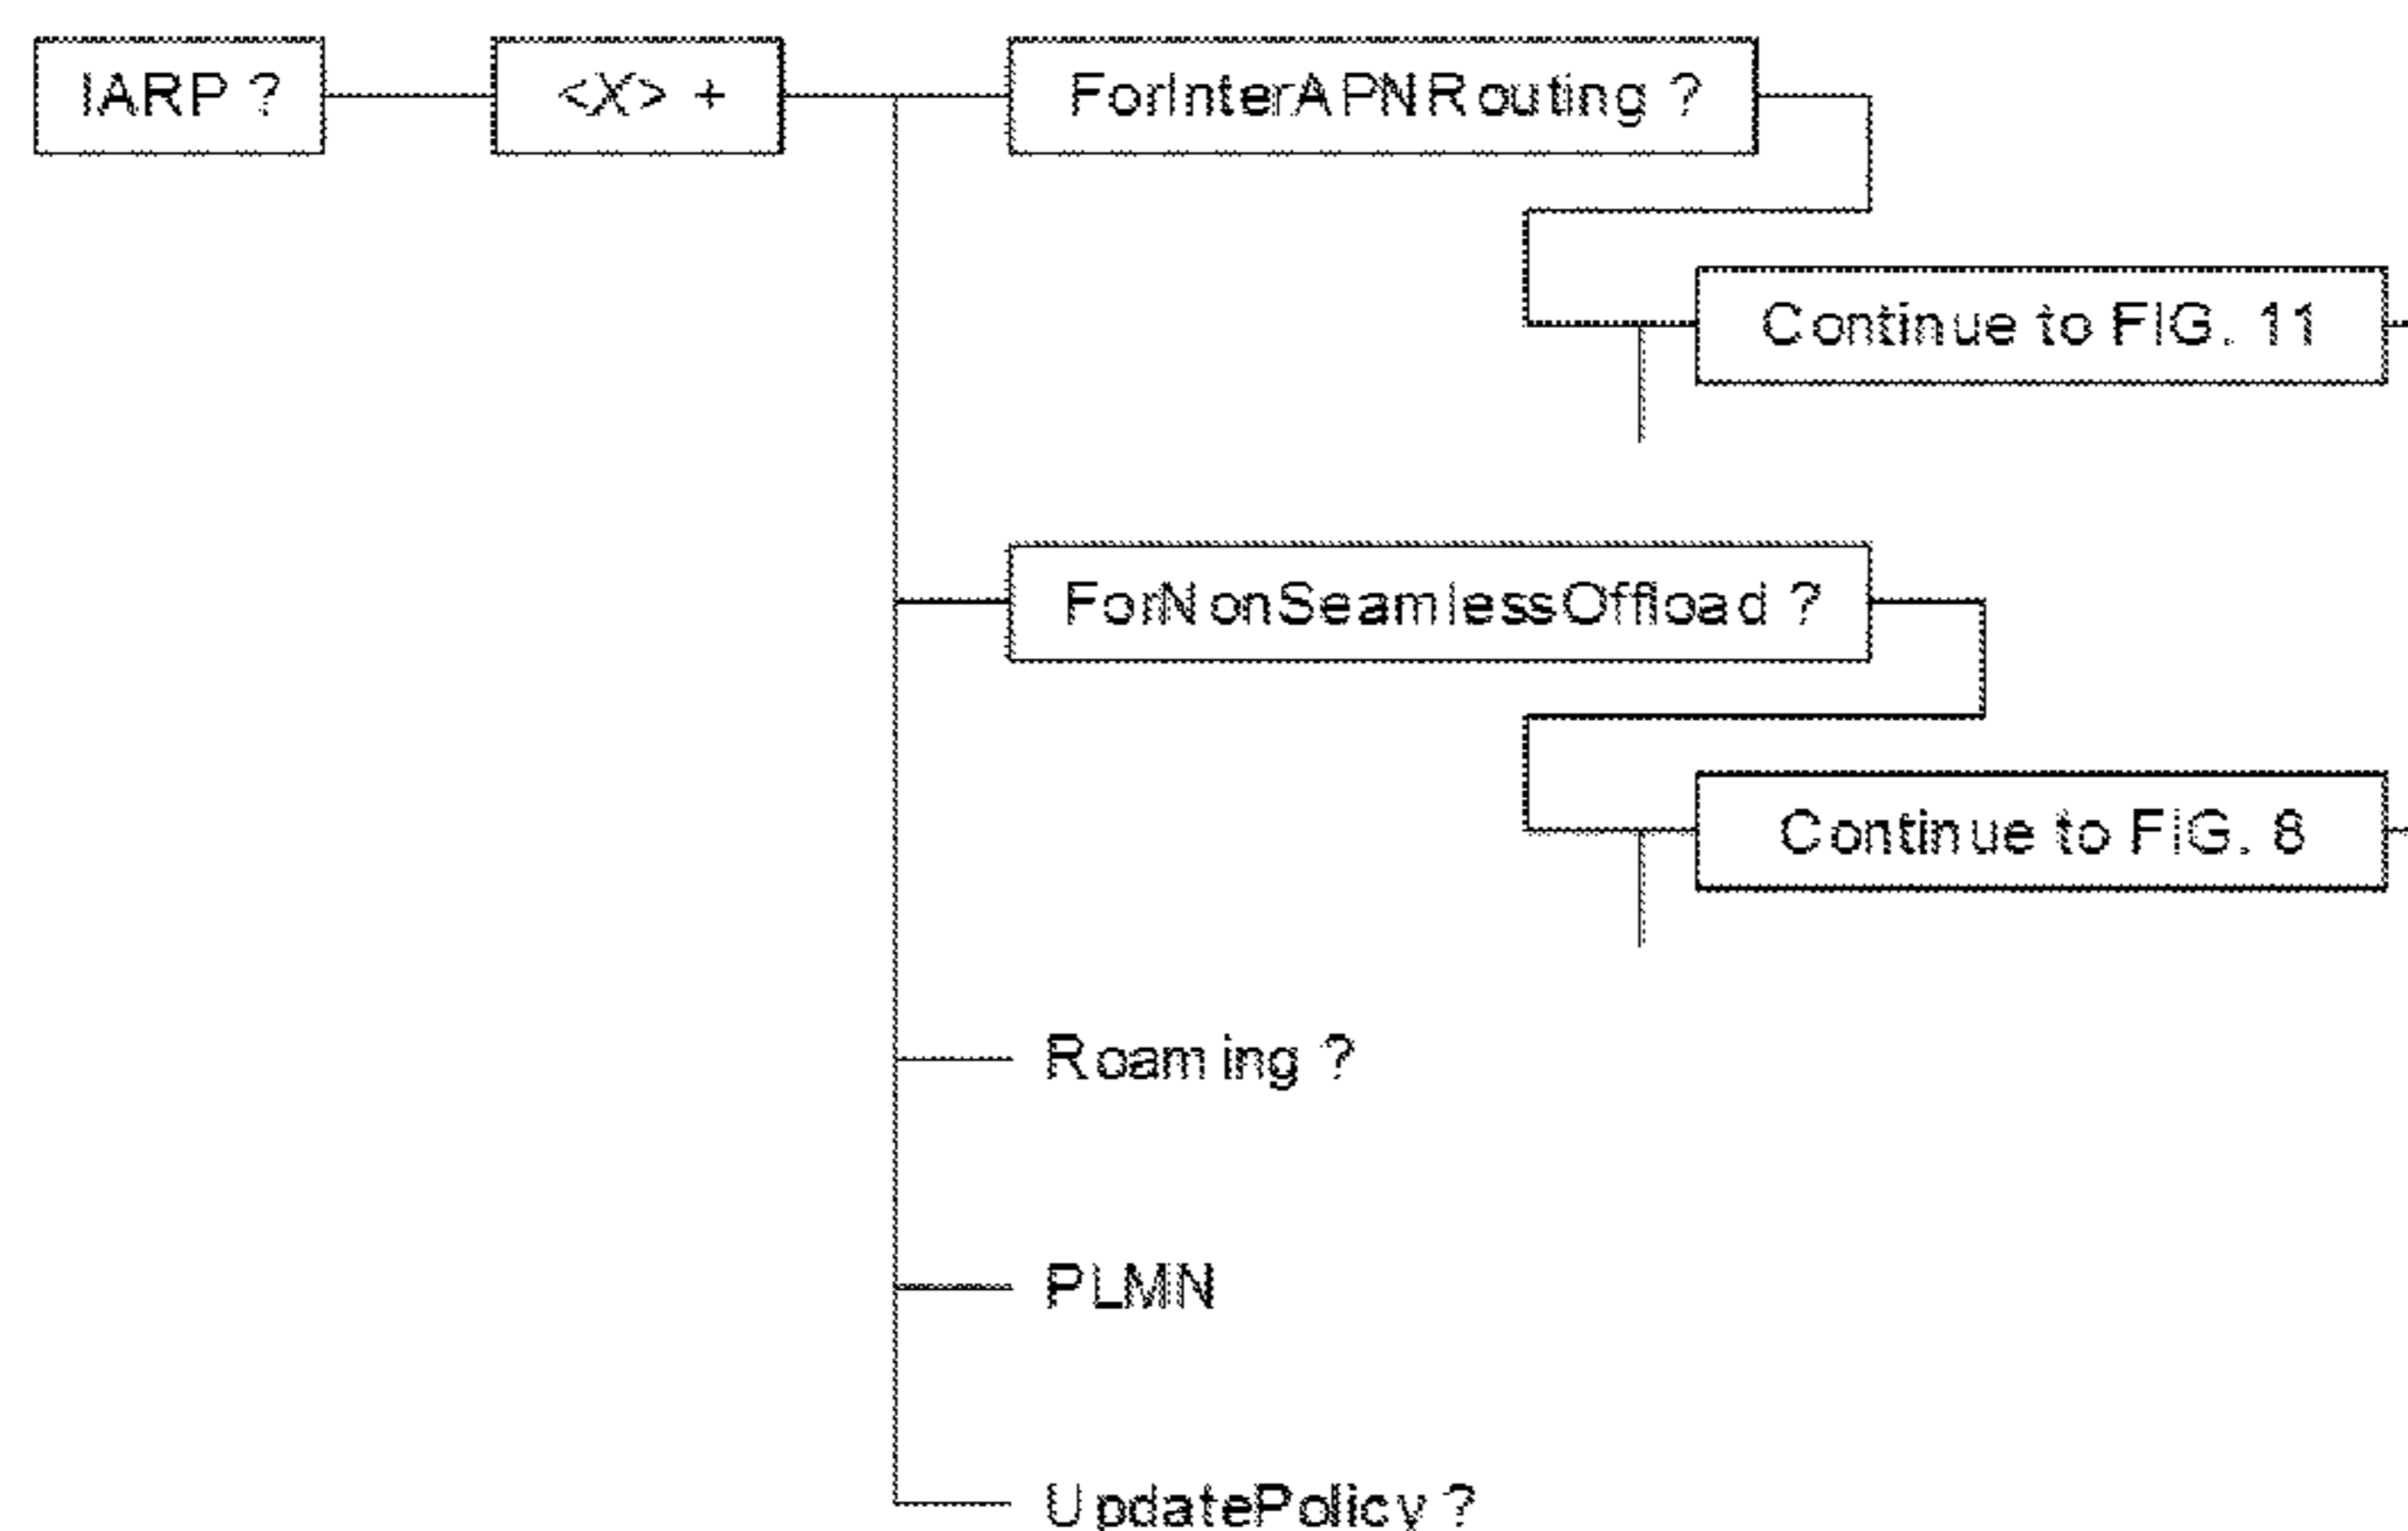 IARP ?
<X> +
ForInterAPNRouting ?
Continue to FIG. 11
ForNonSeamlessOffload ?
Continue to FIG. 8
Roaming ?
PLMN
UpdatePolicy ?